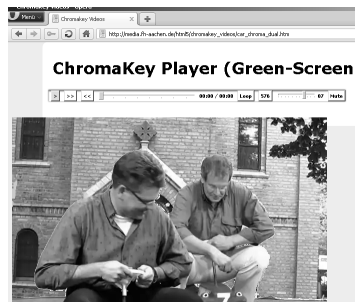 Menü
Chromakey Videos
http://media.fh-aachen.de/html5/chromakey_videos/car_chroma_dual.htm
ChromaKey Player (Green-Screen
> >> << 00:00 / 00:00 Loop 576 07 Mute